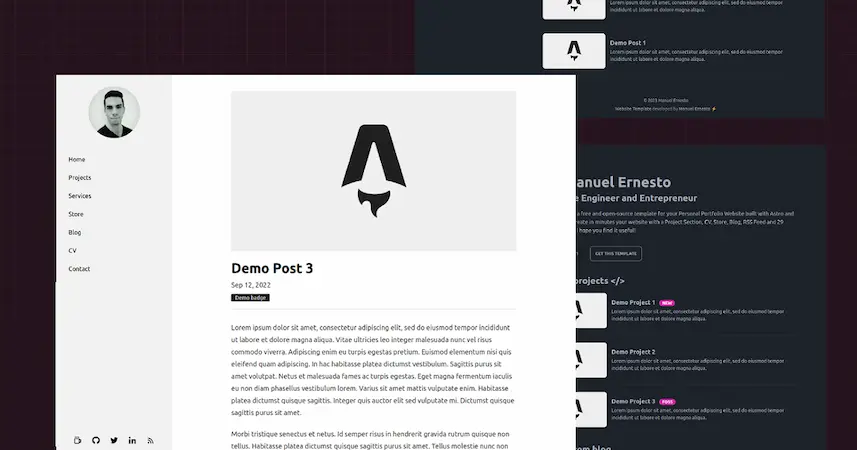 Home
Projects
Services
Store
Blog
CV
Contact
Demo Post 3
Sep 12, 2022
Demo badge
Lorem ipsum dolor sit amet, consectetur adipiscing elit, sed do eiusmod tempor incididunt
ut labore et dolore magna aliqua. Vitae ultricies leo integer malesuada nunc vel risus
commodo viverra. Adipiscing enim eu turpis egestas pretium. Euismod elementum nisi quis
eleifend quam adipiscing. In hac habitasse platea dictumst vestibulum. Sagittis purus sit
amet volutpat. Netus et malesuada fames ac turpis egestas. Eget magna fermentum iaculis
eu non diam phasellus vestibulum lorem. Varius sit amet mattis vulputate enim. Habitasse
platea dictumst quisque sagittis. Integer quis auctor elit sed vulputate mi. Dictumst quisque
sagittis purus sit amet.
Morbi tristique senectus et netus. Id semper risus in hendrerit gravida rutrum quisque non
tellus. Habitasse platea dictumst quisque sagittis purus sit amet. Tellus molestie nunc non
Lorem ipsum dolor sit amet, consectetur adipiscing elit, sed do eiusmod tempor
incididunt ut labore et dolore magna aliqua.
Demo Post 1
Lorem ipsum dolor sit amet, consectetur adipiscing elit, sed do eiusmod tempor
incididunt ut labore et dolore magna aliqua.
© 2023 Manuel Ernesto
Website Template developed by Manuel Ernesto ⚡
anuel Ernesto
e Engineer and Entrepreneur
a free and open-source template for your Personal Portfolio Website built with Astro and
reate in minutes your website with a Project Section, CV, Store, Blog, RSS Feed and 29
I hope you find it useful!
GET THIS TEMPLATE
projects </>
Demo Project 1 NEW
Lorem ipsum dolor sit amet, consectetur adipiscing elit, sed do eiusmod tempor
incididunt ut labore et dolore magna aliqua.
Demo Project 2
Lorem ipsum dolor sit amet, consectetur adipiscing elit, sed do eiusmod tempor
incididunt ut labore et dolore magna aliqua.
Demo Project 3 POST
Lorem ipsum dolor sit amet, consectetur adipiscing elit, sed do eiusmod tempor
incididunt ut labore et dolore magna aliqua.
om blog